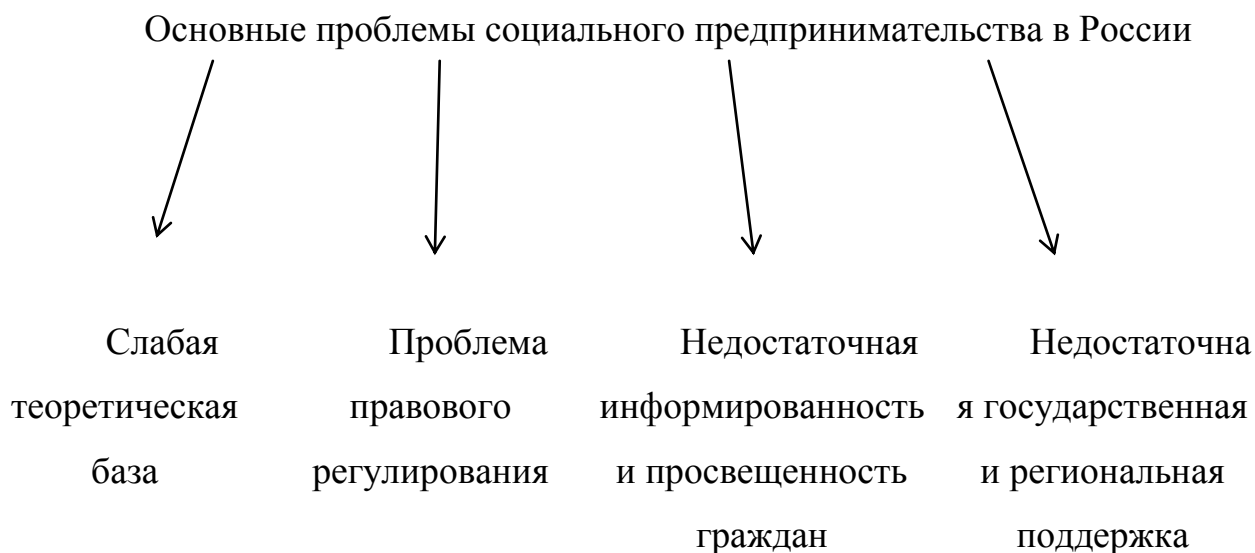 Основные проблемы социального предпринимательства в России
Слабая
теоретическая
база
Проблема
правового
регулирования
Недостаточная
информированность
и просвещенность
граждан
Недостаточна
я государственная
и региональная
поддержка